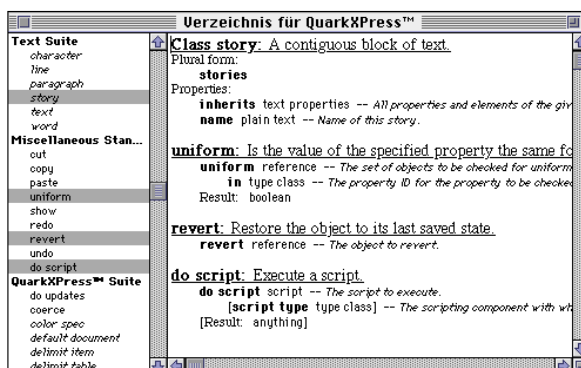 Verzeichnis für QuarkXPress™
Text Suite
character
line
paragraph
story
text
word
Miscellaneous Stan...
cut
copy
paste
uniform
show
redo
revert
undo
do script
QuarkXPress™ Suite
do updates
coerce
color spec
default document
delimit item
delimit table
Class story: A contiguous block of text.
Plural form:
stories
Properties:
inherits text properties -- All properties and elements of the giv
name plain text -- Name of this story.
uniform: Is the value of the specified property the same fo
uniform reference -- The set of objects to be checked for uniform
in type class -- The property ID for the property to be checked
Result: boolean
revert: Restore the object to its last saved state.
revert reference -- The object to revert.
do script: Execute a script.
do script script -- The script to execute.
[script type type class] -- The scripting component with wh
[Result: anything]